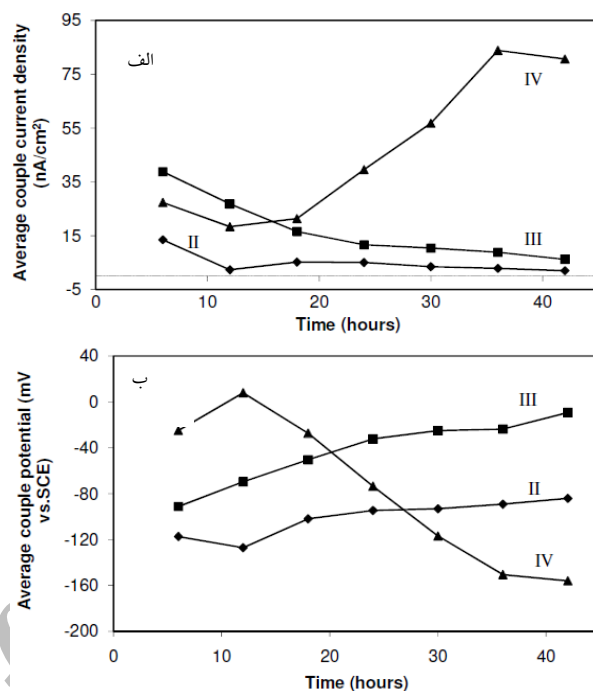 95
75
55
35
15
-5
Average couple current density
(nA/cm²)
الف
IV
III
II
0
10
20
30
40
Time (hours)
40
0
-40
-80
-120
-160
-200
Average couple potential (mV
vs.SCE)
ب
III
II
IV
0
10
20
30
40
Time (hours)